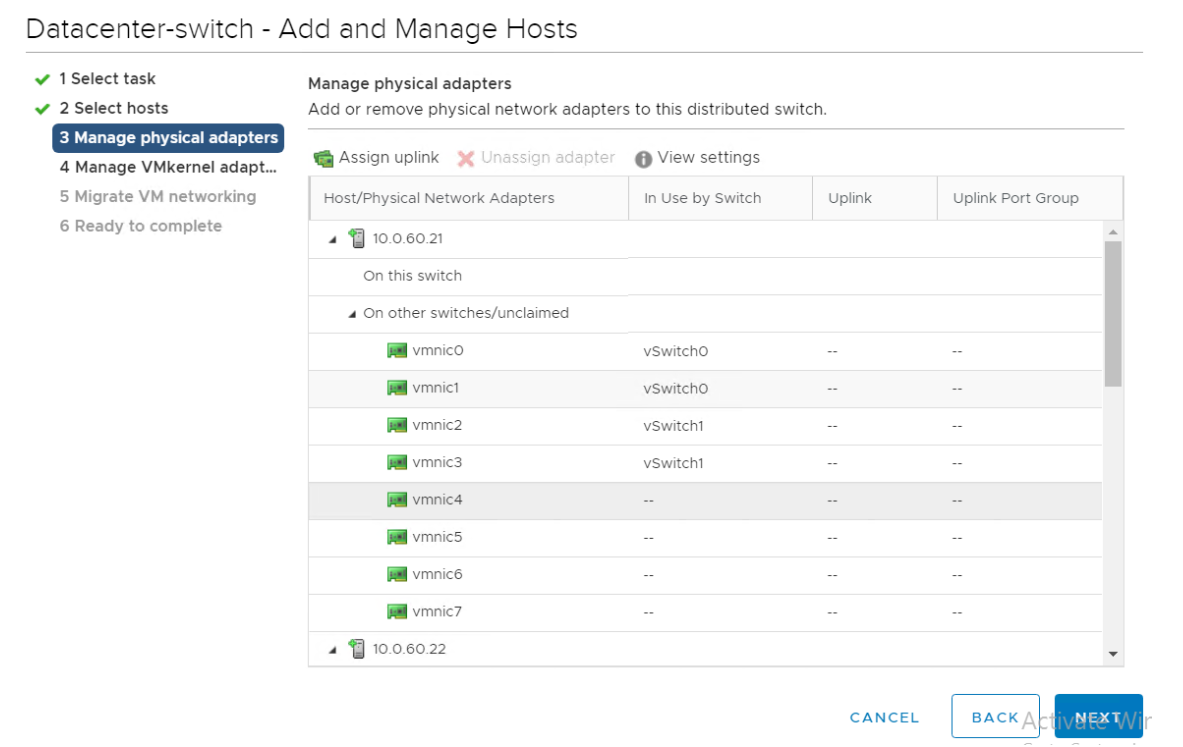 Datacenter-switch - Add and Manage Hosts
1 Select task
2 Select hosts
3 Manage physical adapters
4 Manage VMkernel adapt...
5 Migrate VM networking
6 Ready to complete
Manage physical adapters
Add or remove physical network adapters to this distributed switch.
Assign uplink Unassign adapter View settings
Host/Physical Network Adapters In Use by Switch Uplink Uplink Port Group
10.0.60.21
On this switch
On other switches/unclaimed
vmnic0 vSwitch0 -- --
vmnic1 vSwitch0 -- --
vmnic2 vSwitch1 -- --
vmnic3 vSwitch1 -- --
vmnic4 -- -- --
vmnic5 -- -- --
vmnic6 -- -- --
vmnic7 -- -- --
10.0.60.22
CANCEL BACK NEXT
Activate Wir